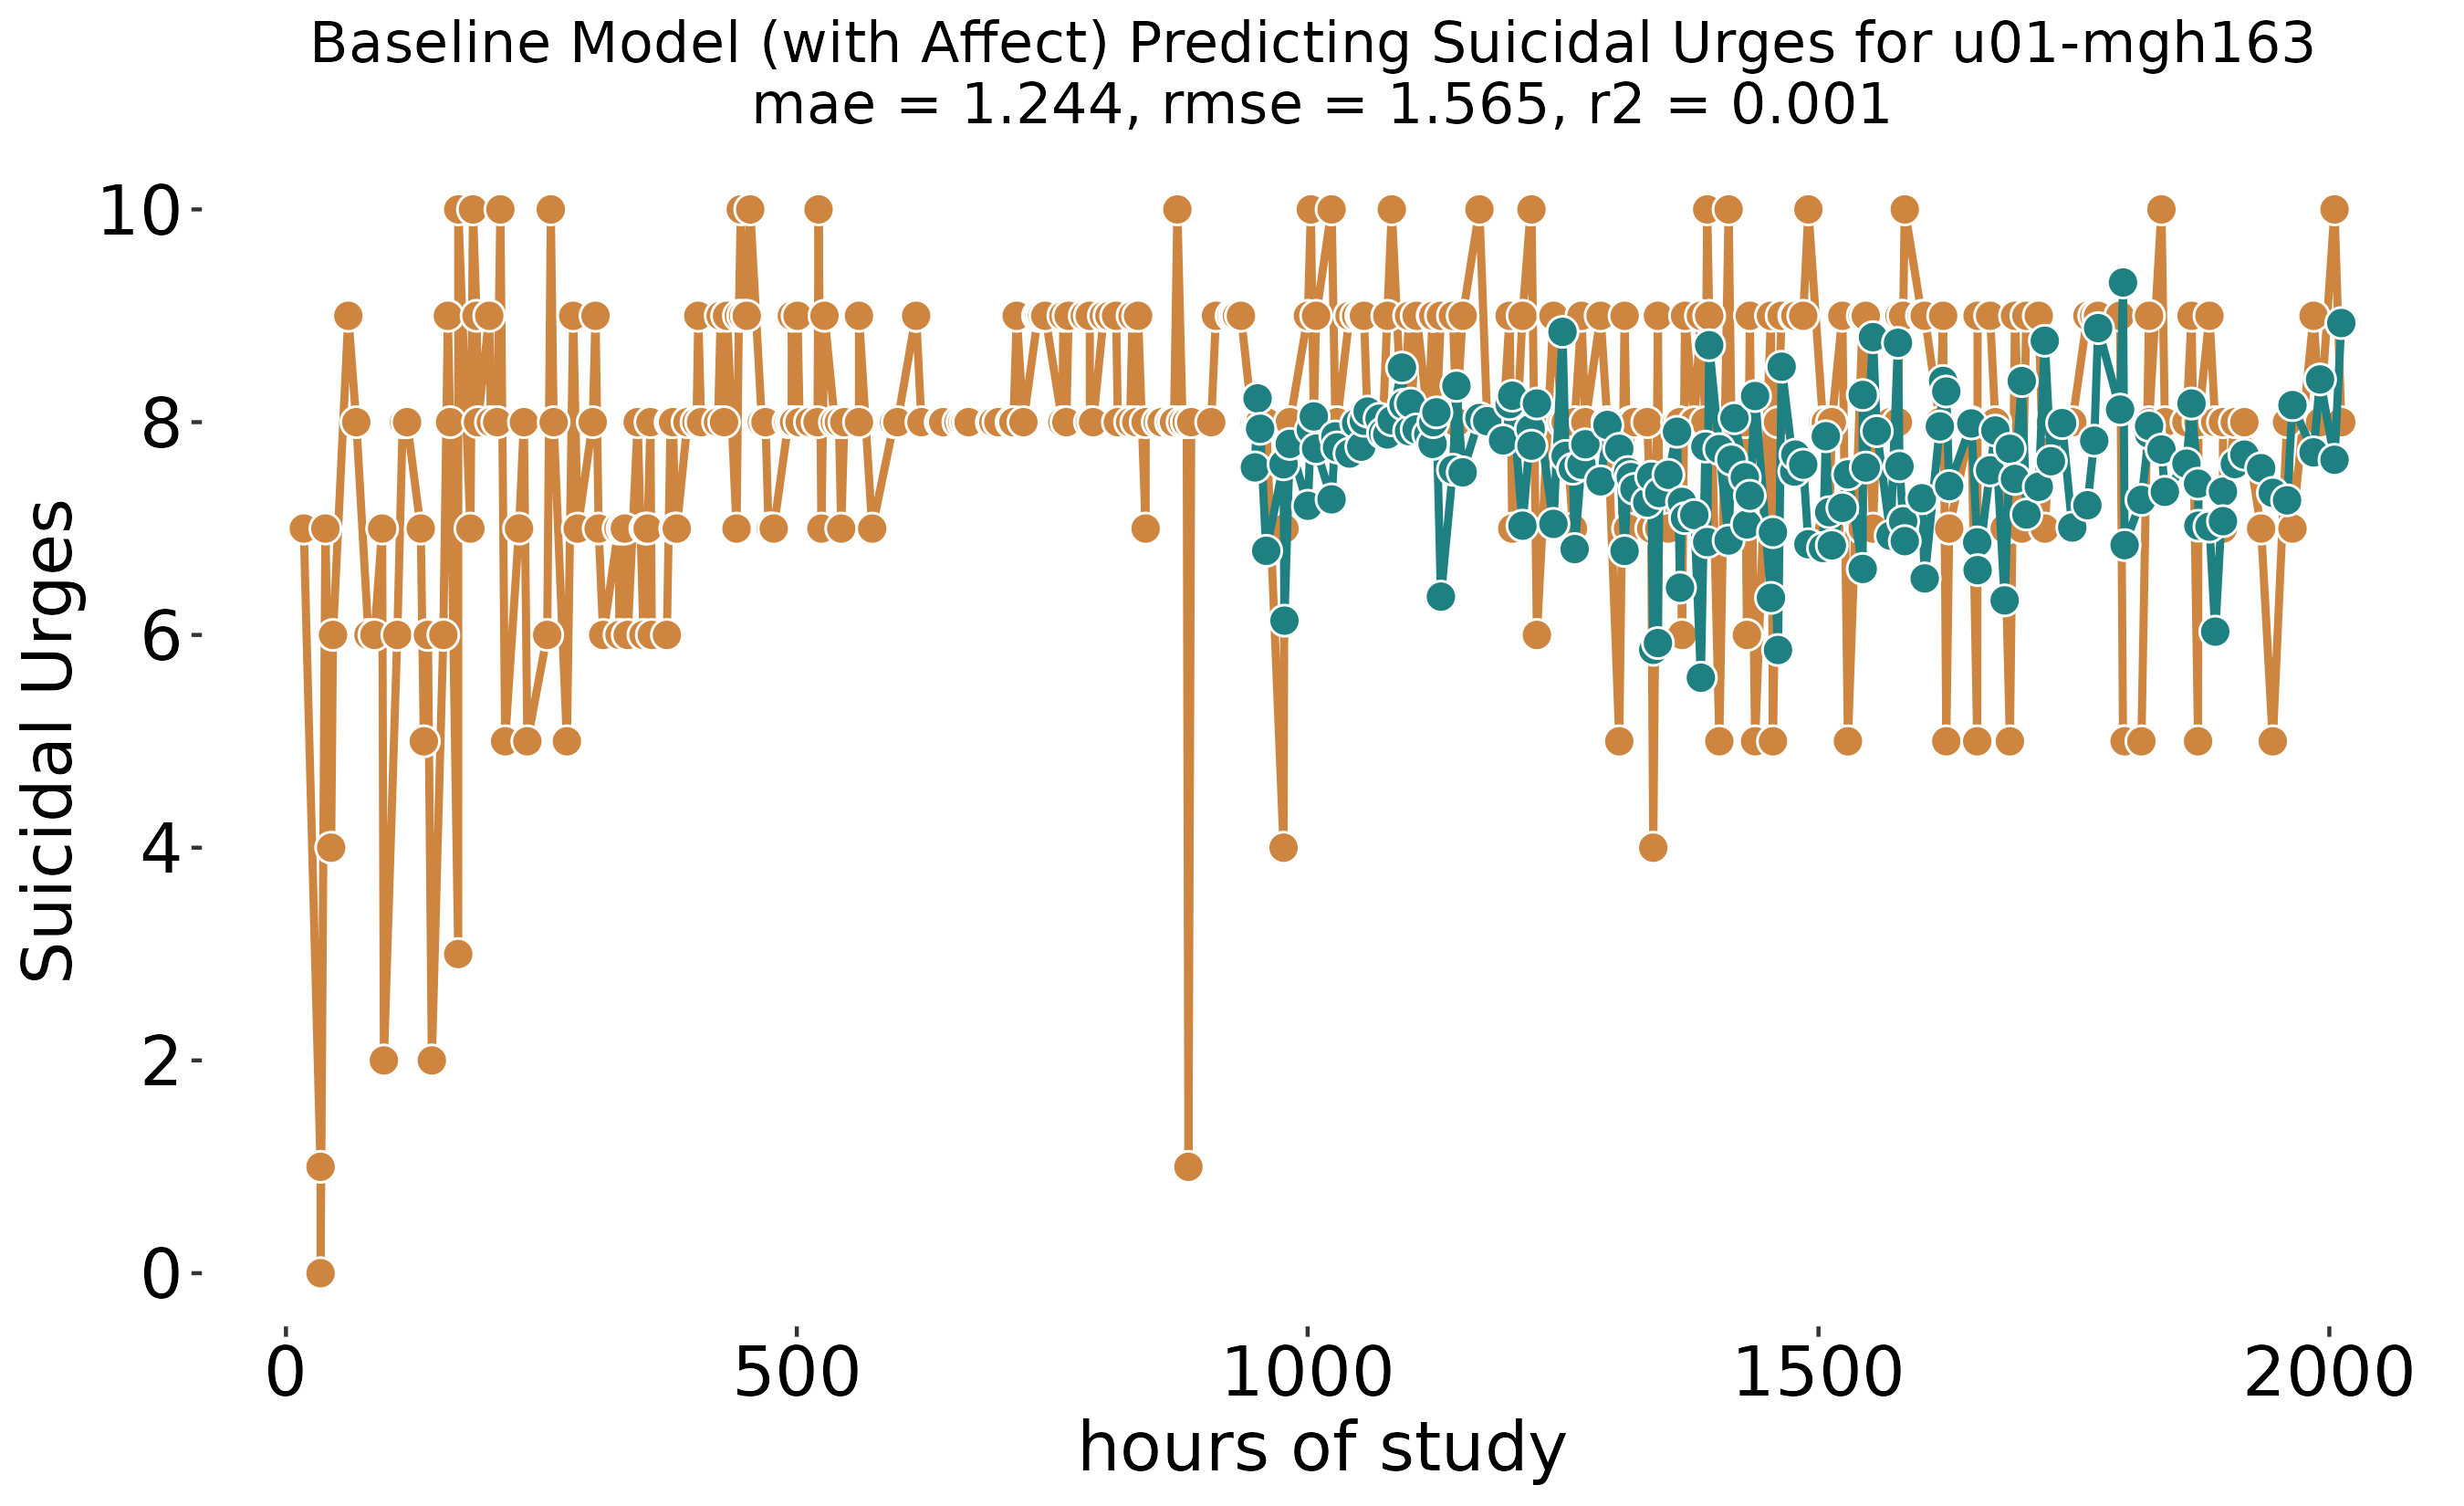 Baseline Model (with Affect) Predicting Suicidal Urges for u01-mgh163
mae = 1.244, rmse = 1.565, r2 = 0.001
Suicidal Urges
10
8
6
4
2
0
0 500 1000 1500 2000
hours of study